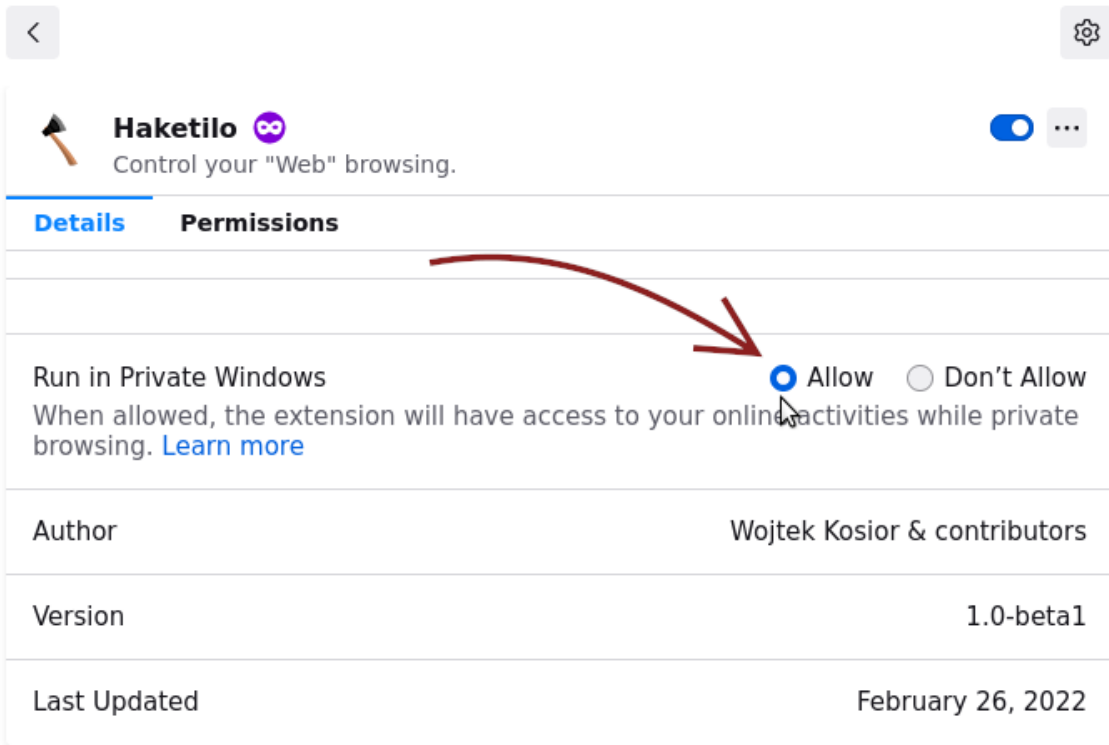 Haketilo
Control your "Web" browsing.
Details Permissions
Run in Private Windows Allow Don’t Allow
When allowed, the extension will have access to your online activities while private
browsing. Learn more
Author Wojtek Kosior & contributors
Version 1.0-beta1
Last Updated February 26, 2022